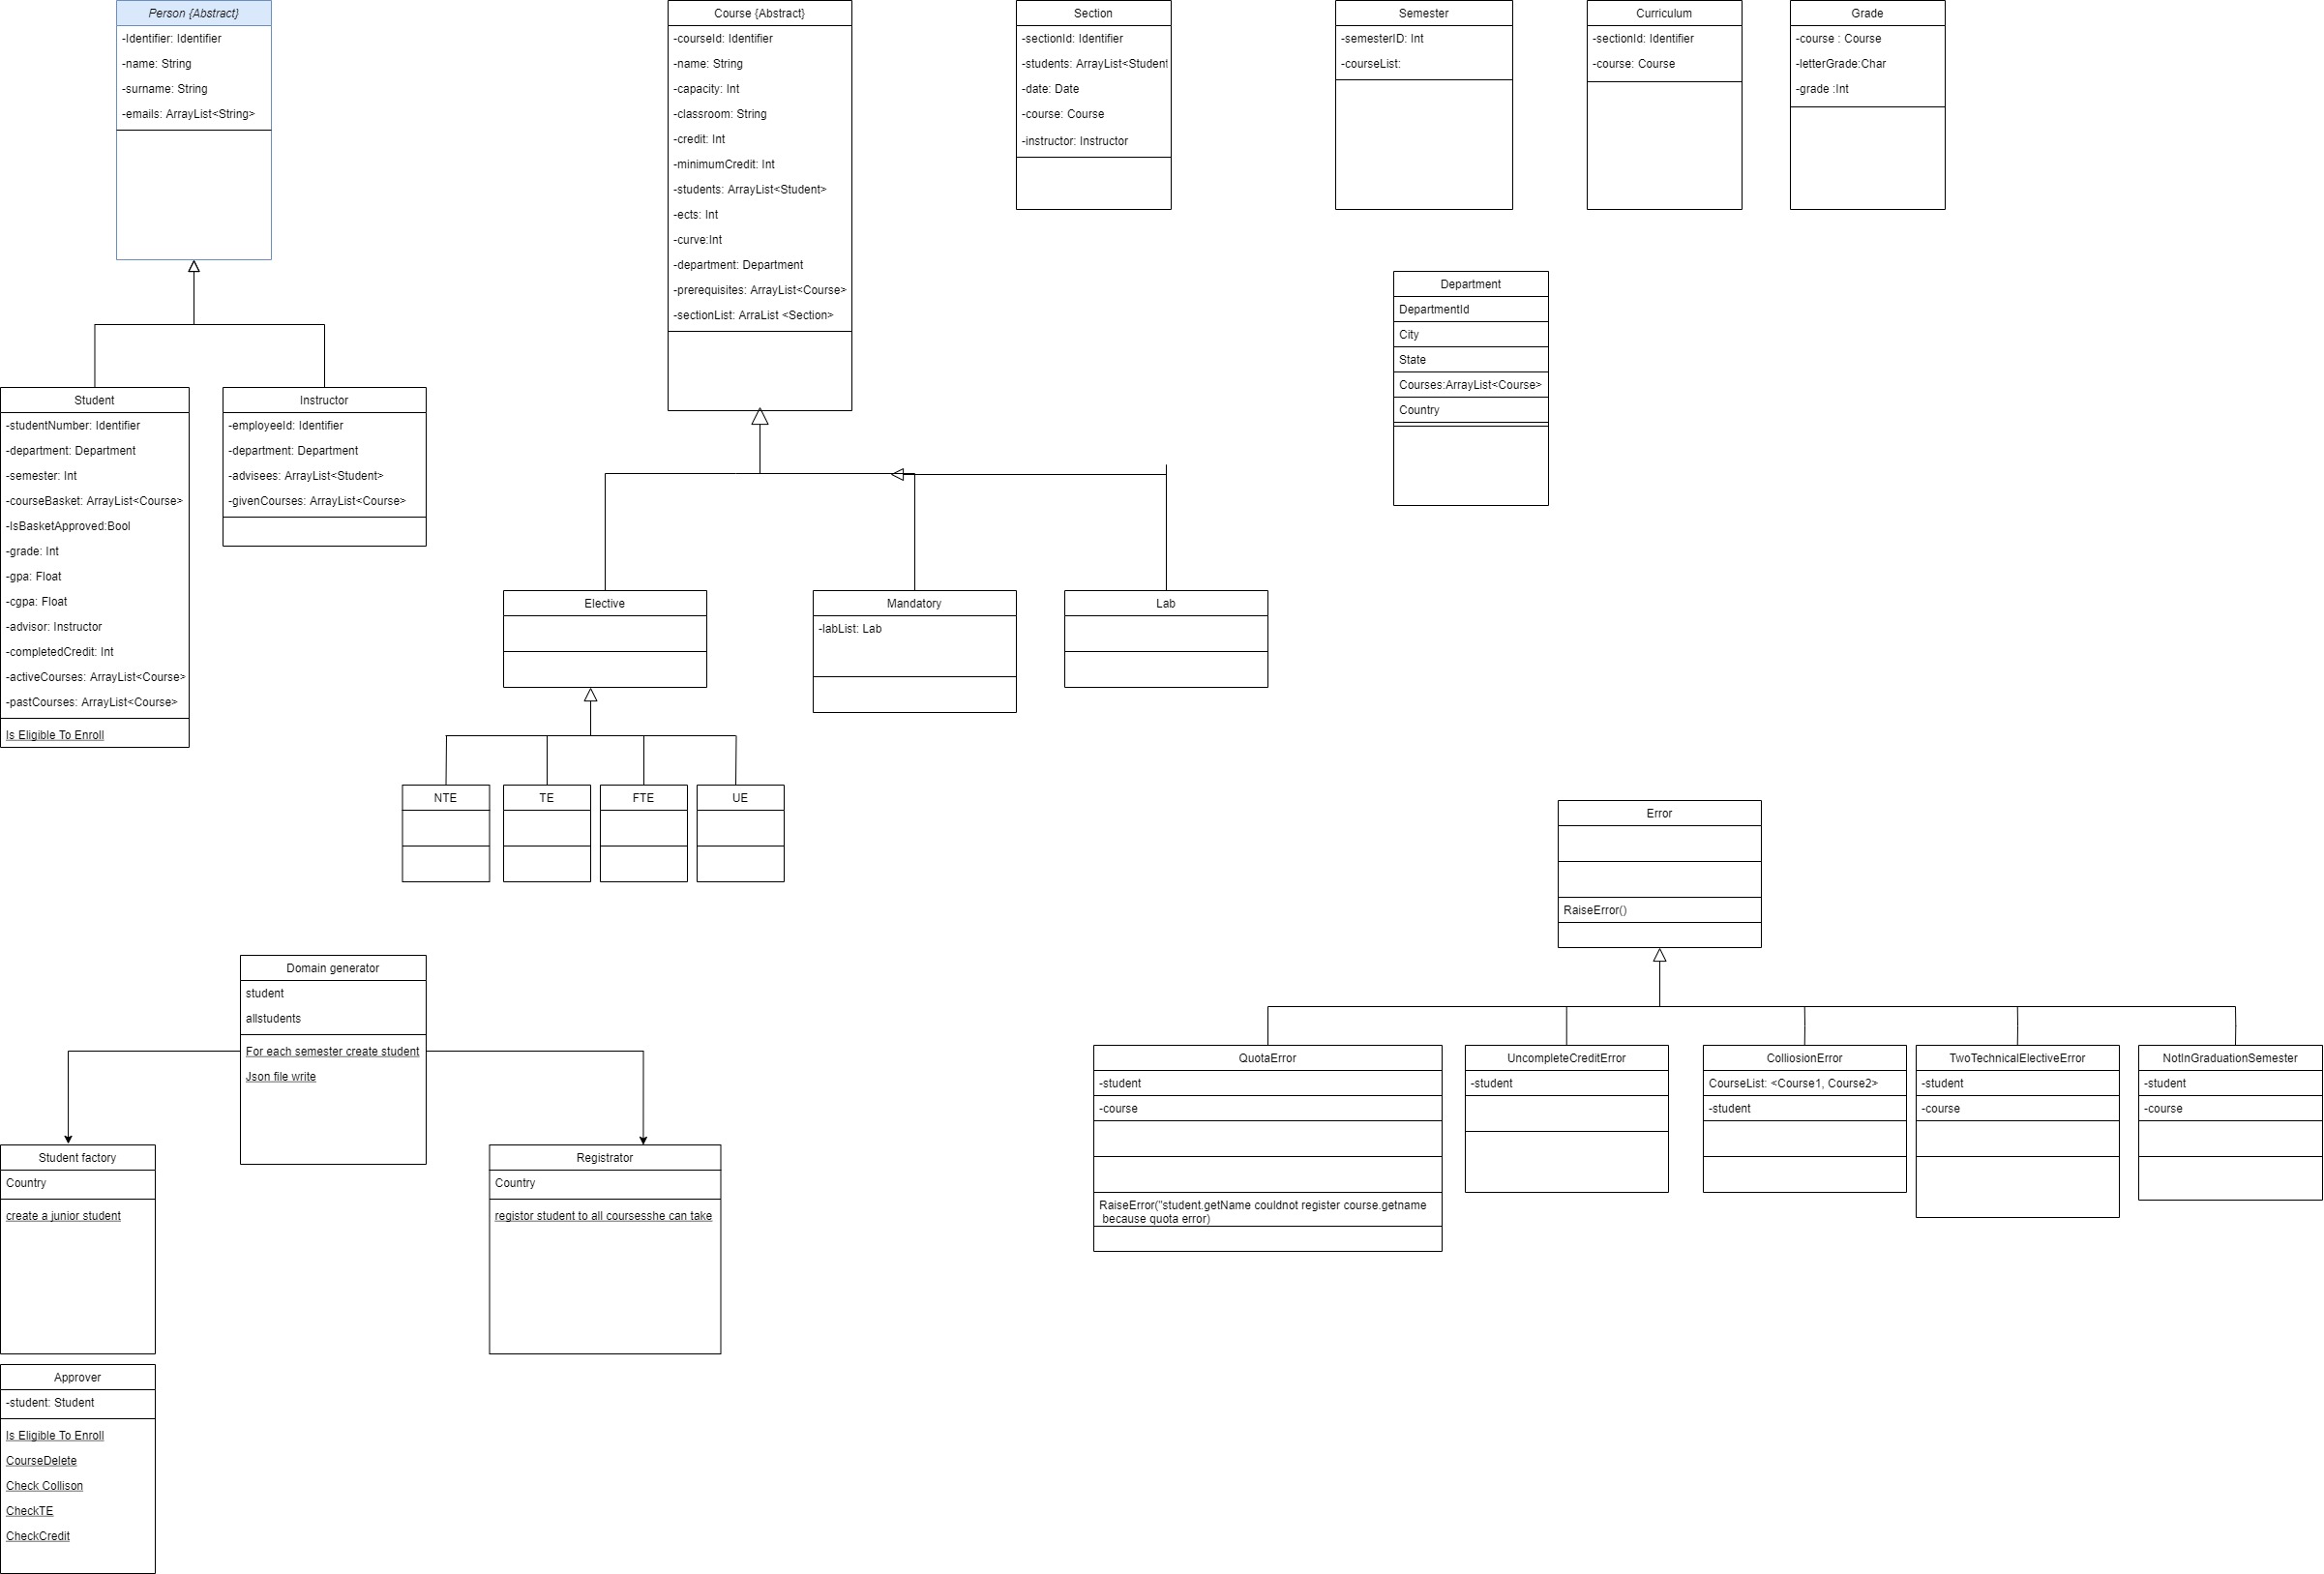 Person {Abstract}
-Identifier: Identifier
-name: String
-surname: String
-emails: ArrayList<String>
Course {Abstract}
-courseId: Identifier
-name: String
-capacity: Int
-classroom: String
-credit: Int
-minimumCredit: Int
-students: ArrayList<Student>
-ects: Int
-curve:Int
-department: Department
-prerequisites: ArrayList<Course>
-sectionList: ArraList <Section>
Section
-sectionId: Identifier
-students: ArrayList<Student
-date: Date
-course: Course
-instructor: Instructor
Semester
-semesterID: Int
-courseList:
Curriculum
-sectionId: Identifier
-course: Course
Grade
-course : Course
-letterGrade:Char
-grade :Int
Department
DepartmentId
City
State
Courses:ArrayList<Course>
Country
Student
-studentNumber: Identifier
-department: Department
-semester: Int
-courseBasket: ArrayList<Course>
-IsBasketApproved:Bool
-grade: Int
-gpa: Float
-cgpa: Float
-advisor: Instructor
-completedCredit: Int
-activeCourses: ArrayList<Course>
-pastCourses: ArrayList<Course>
Is Eligible To Enroll
Instructor
-employeeId: Identifier
-department: Department
-advisees: ArrayList<Student>
-givenCourses: ArrayList<Course>
Elective
Mandatory
-labList: Lab
Lab
NTE
TE
FTE
UE
Error
RaiseError()
Domain generator
student
allstudents
For each semester create student
Json file write
Student factory
Country
create a junior student
Registrator
Country
registor student to all coursesshe can take
QuotaError
-student
-course
RaiseError("student.getName couldnot register course.getname
because quota error)
UncompleteCreditError
-student
ColliosionError
CourseList: <Course1, Course2>
-student
TwoTechnicalElectiveError
-student
-course
NotInGraduationSemester
-student
-course
Approver
-student: Student
Is Eligible To Enroll
CourseDelete
Check Collison
CheckTE
CheckCredit